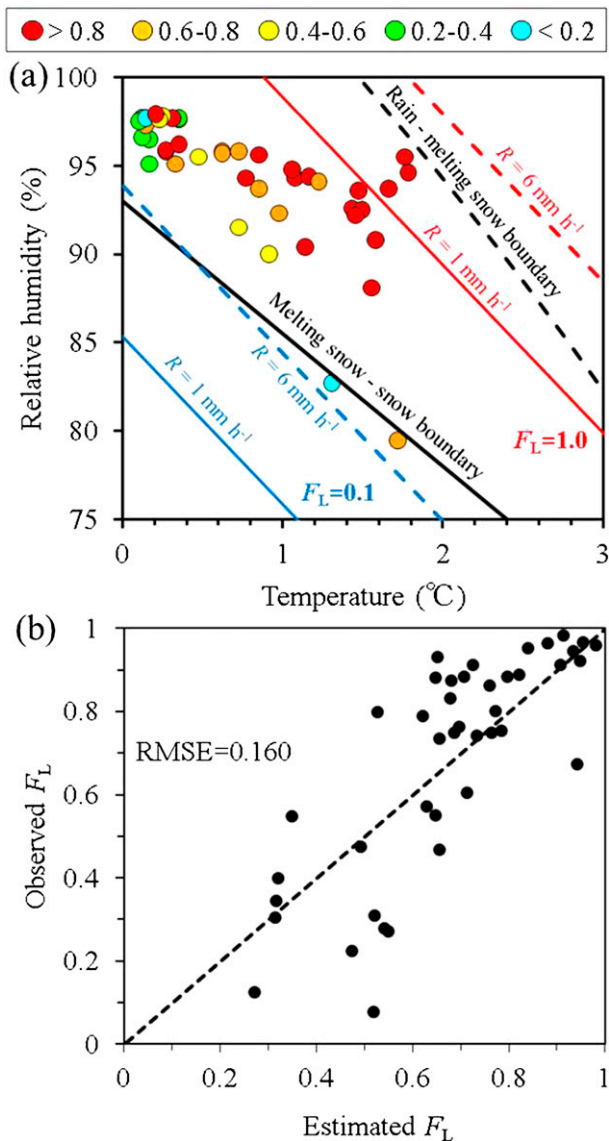 > 0.8 0.6-0.8 0.4-0.6 0.2-0.4 < 0.2
(a)
100
95
90
85
80
75
Relative humidity (%)
Rain - melting snow boundary
R = 6 mm h⁻¹
R = 1 mm h⁻¹
Melting snow - snow boundary
R = 6 mm h⁻¹
R = 1 mm h⁻¹
F_L=1.0
F_L=0.1
0 1 2 3
Temperature (℃)
(b)
1
0.8
0.6
0.4
0.2
0
Observed F_L
RMSE=0.160
0 0.2 0.4 0.6 0.8 1
Estimated F_L